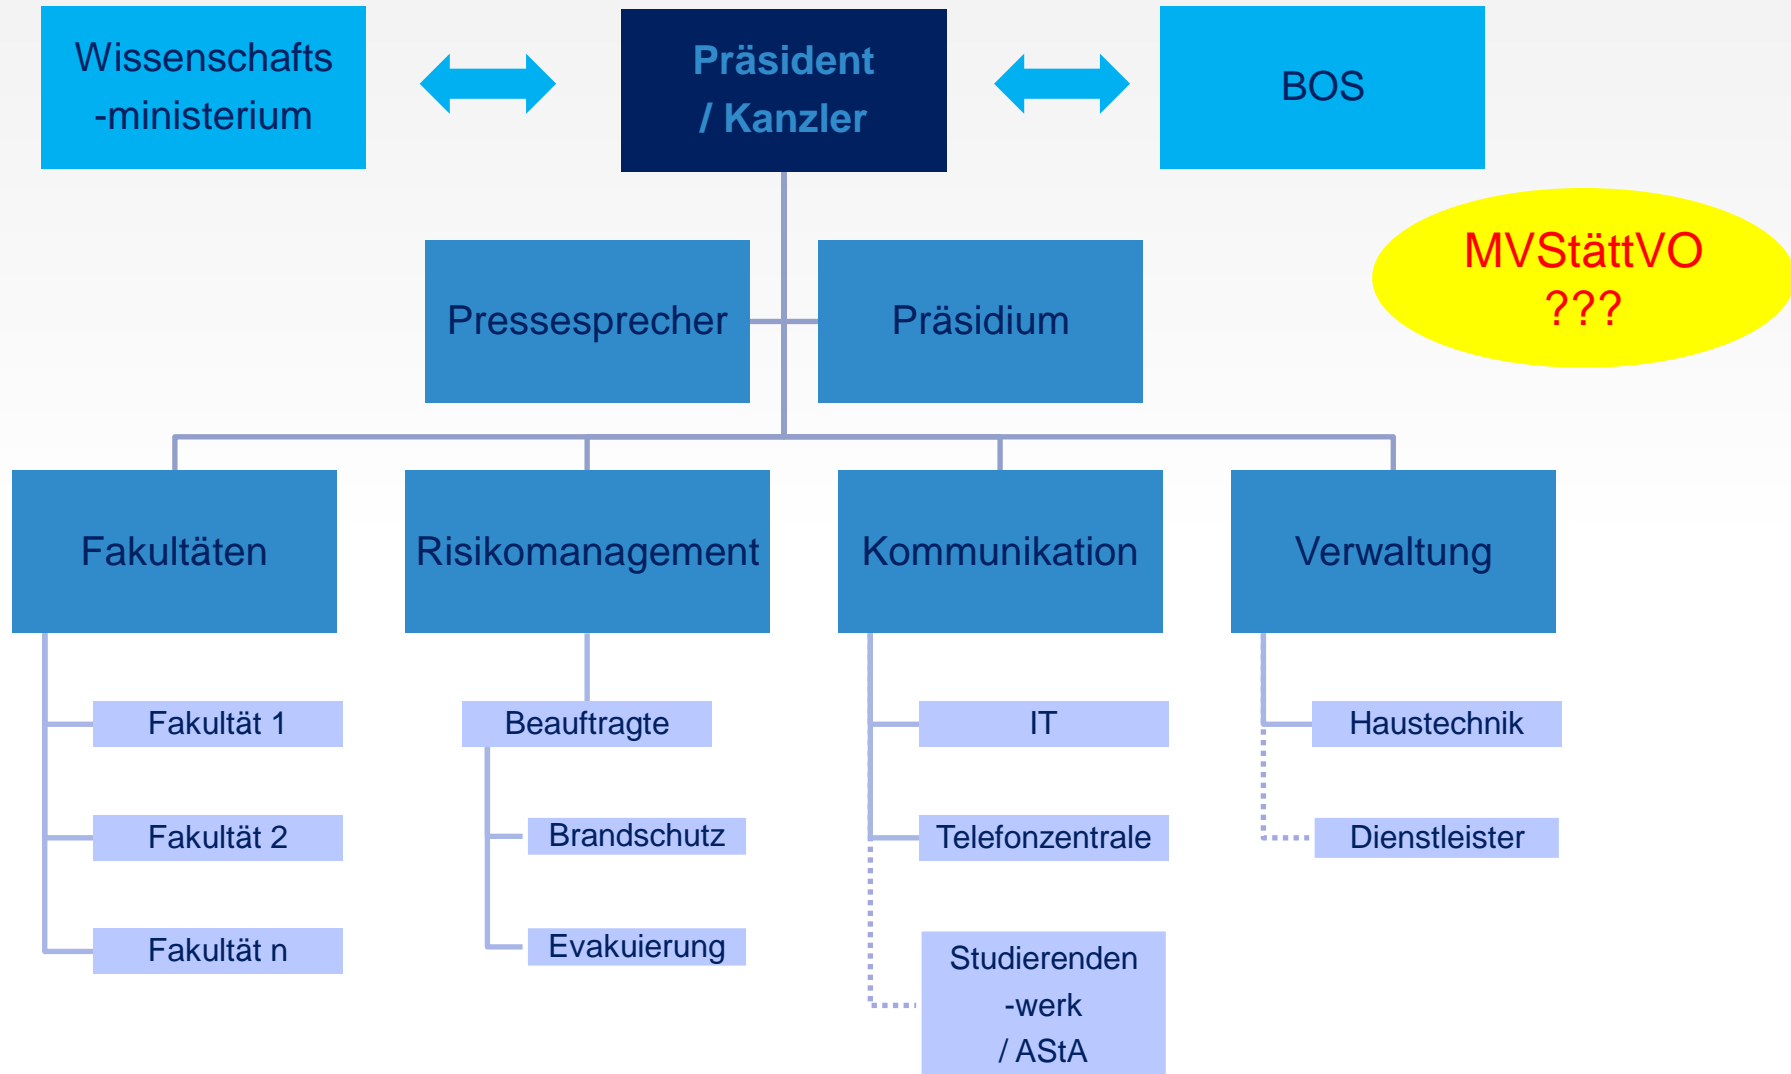 Wissenschafts
-ministerium
Präsident
/ Kanzler
BOS
MVStättVO
???
Pressesprecher
Präsidium
Fakultäten
Risikomanagement
Kommunikation
Verwaltung
Fakultät 1
Beauftragte
IT
Haustechnik
Fakultät 2
Brandschutz
Telefonzentrale
Dienstleister
Fakultät n
Evakuierung
Studierenden
-werk
/ AStA